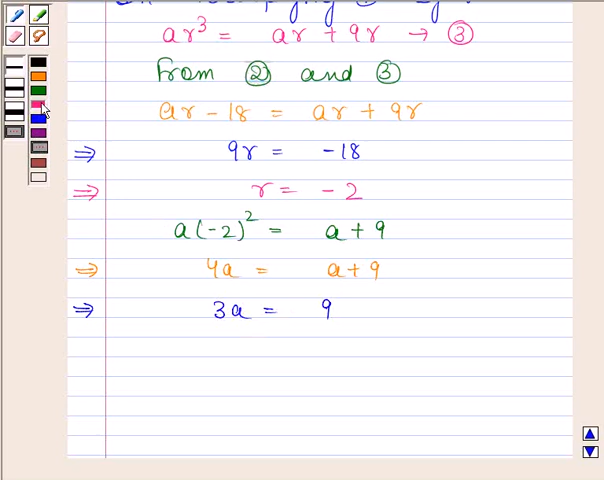 ar³ = ar + 9r → ③
From ② and ③
ar - 18 = ar + 9r
⇒ 9r = -18
⇒ r = -2
a(-2)² = a + 9
⇒ 4a = a + 9
⇒ 3a = 9